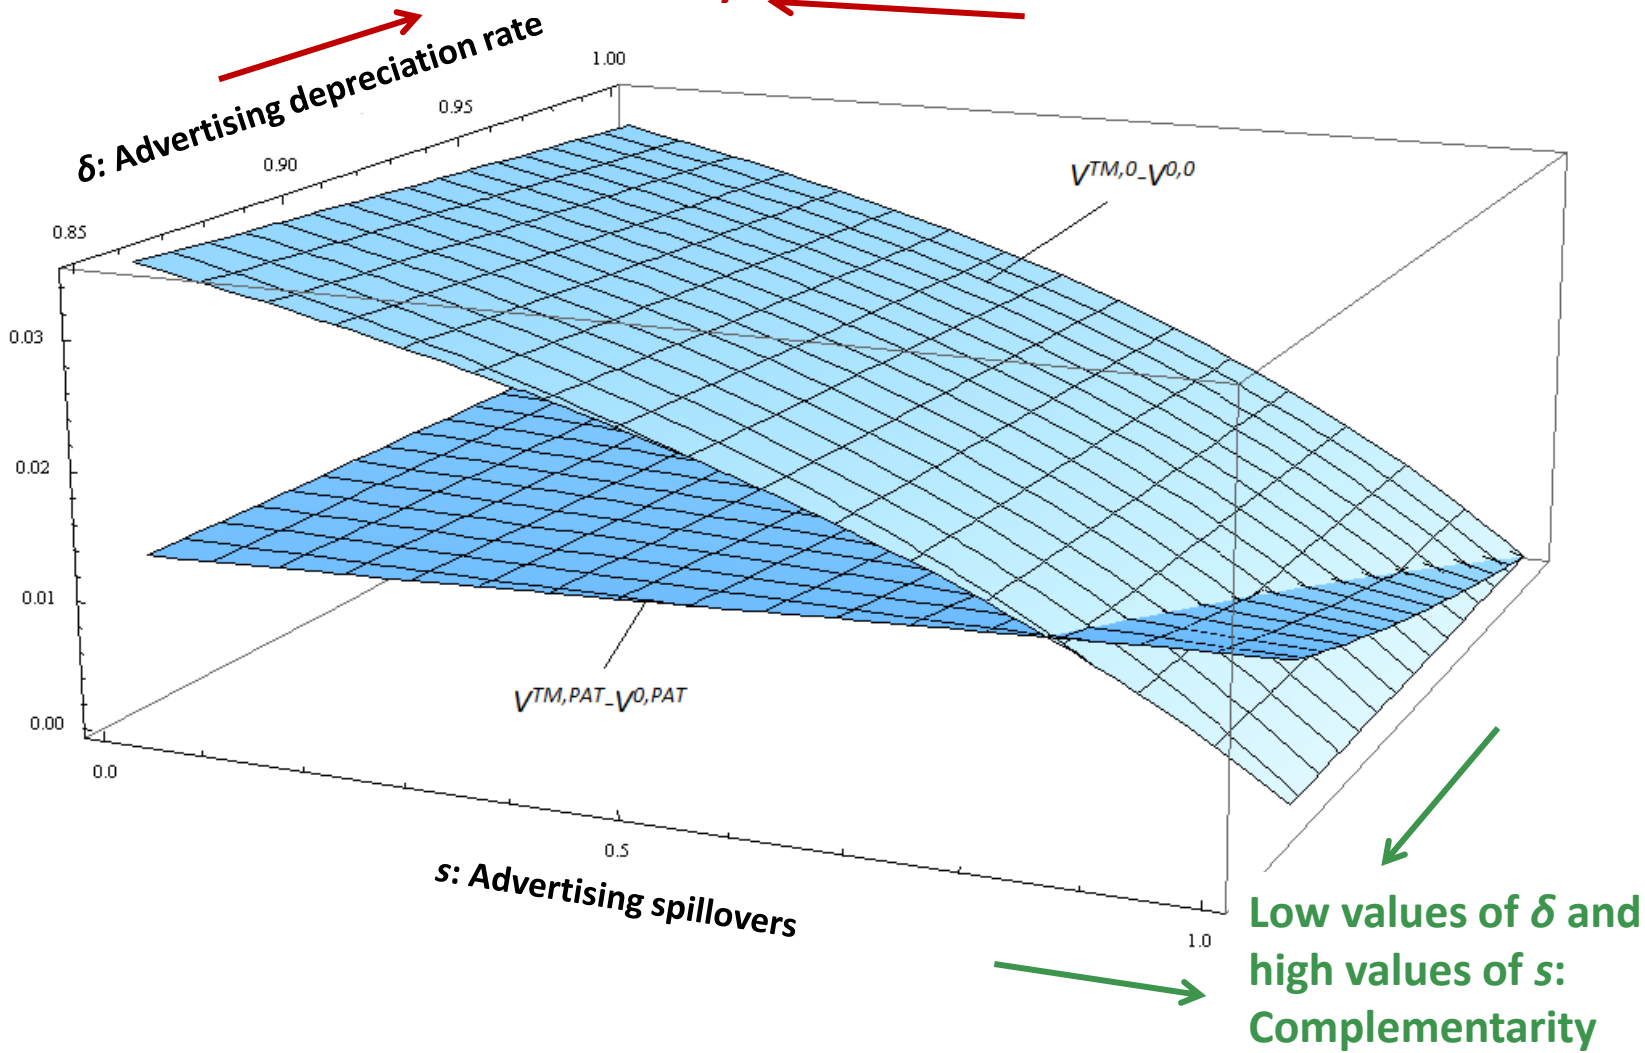 δ: Advertising depreciation rate
1.00
0.95
0.90
0.85
V^{TM,0}-V^{0,0}
0.03
0.02
0.01
0.00
V^{TM,PAT}-V^{0,PAT}
0.0
0.5
1.0
s: Advertising spillovers
Low values of δ and
high values of s:
Complementarity